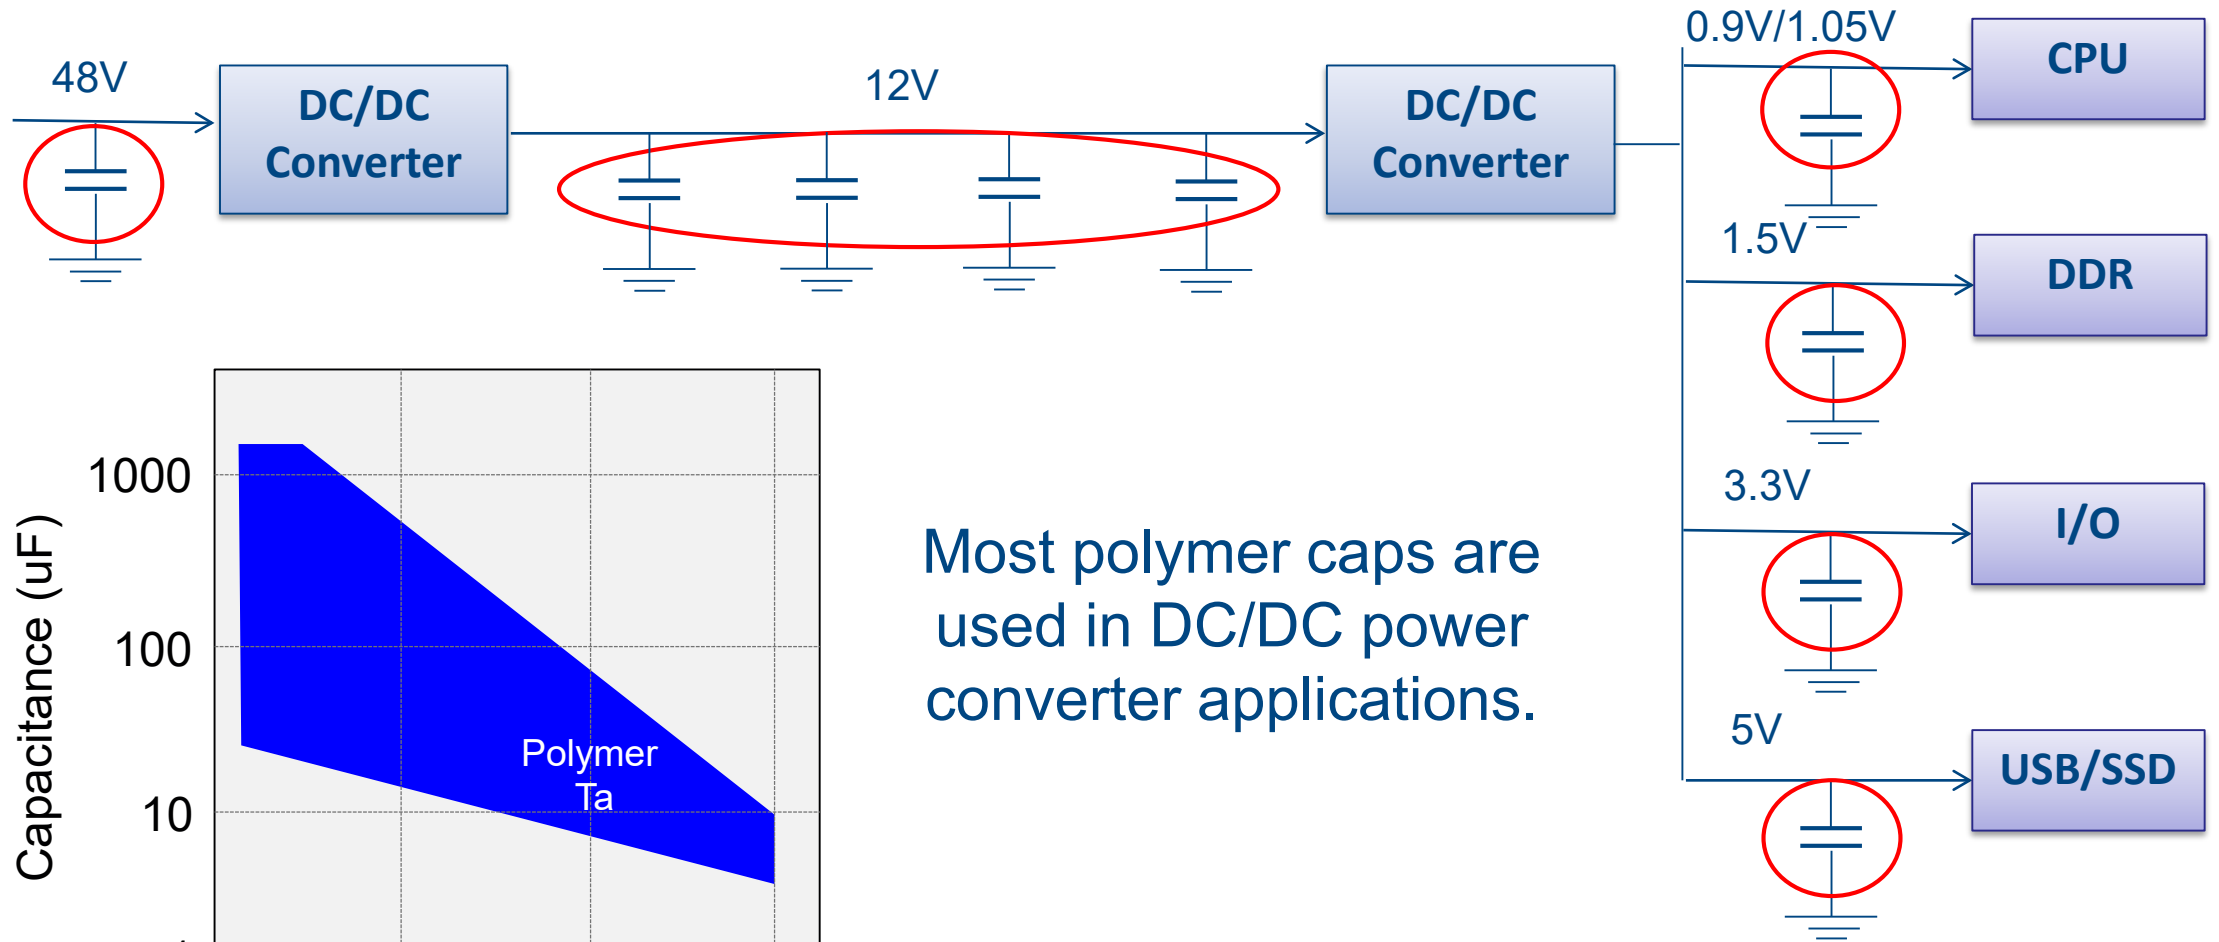 48V
DC/DC
Converter
12V
DC/DC
Converter
0.9V/1.05V
CPU
1.5V
DDR
3.3V
I/O
5V
USB/SSD
Capacitance (uF)
1000
100
10
Polymer
Ta
Most polymer caps are
used in DC/DC power
converter applications.